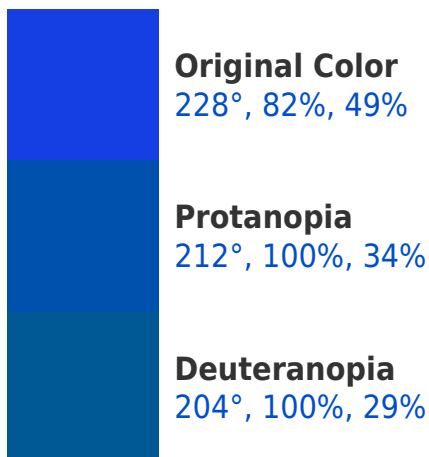 Original Color
228°, 82%, 49%
Protanopia
212°, 100%, 34%
Deuteranopia
204°, 100%, 29%